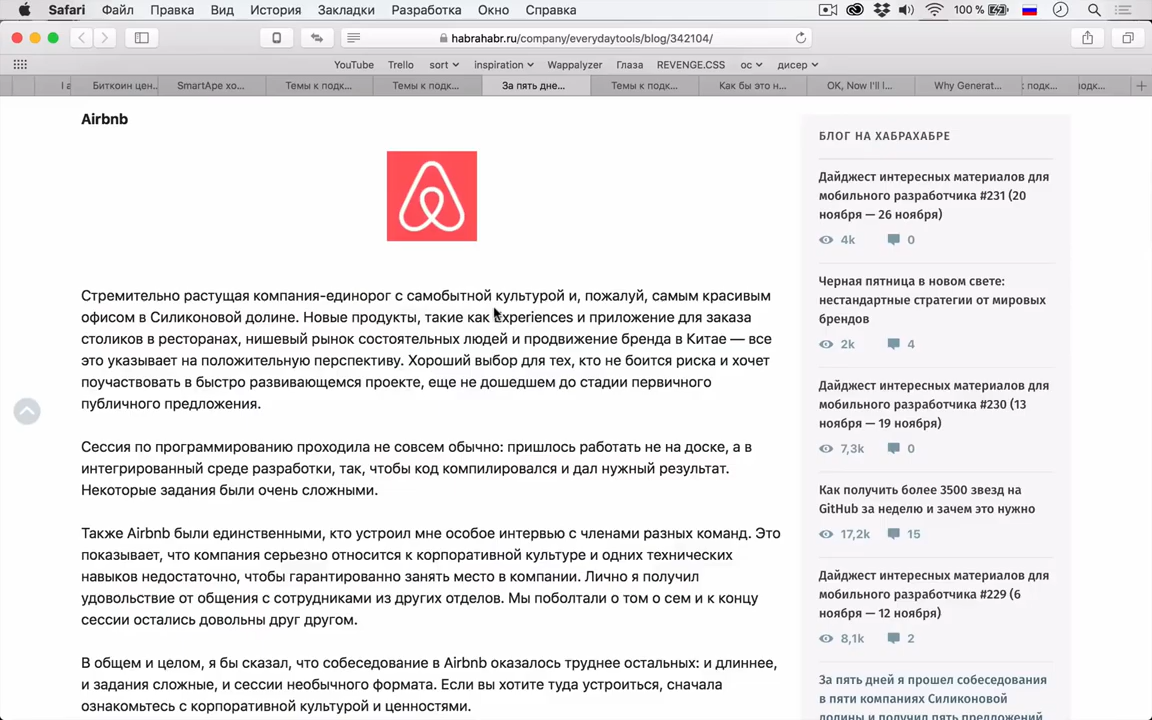 Safari Файл Правка Вид История Закладки Разработка Окно Справка 100 %
habrahabr.ru/company/everydaytools/blog/342104/
YouTube Trello sort inspiration Wappalyzer Глаза REVENGE.CSS ос дисер
I a Биткоин цен... SmartApe хо... Темы к подк... Темы к подк... За пять дне... Темы к подк... Как бы это н... OK, Now I'll I... Why Generat... : подк... юдк...
Airbnb
Стремительно растущая компания-единорог с самобытной культурой и, пожалуй, самым красивым
офисом в Силиконовой долине. Новые продукты, такие как Experiences и приложение для заказа
столиков в ресторанах, нишевый рынок состоятельных людей и продвижение бренда в Китае — все
это указывает на положительную перспективу. Хороший выбор для тех, кто не боится риска и хочет
поучаствовать в быстро развивающемся проекте, еще не дошедшем до стадии первичного
публичного предложения.
Сессия по программированию проходила не совсем обычно: пришлось работать не на доске, а в
интегрированный среде разработки, так, чтобы код компилировался и дал нужный результат.
Некоторые задания были очень сложными.
Также Airbnb были единственными, кто устроил мне особое интервью с членами разных команд. Это
показывает, что компания серьезно относится к корпоративной культуре и одних технических
навыков недостаточно, чтобы гарантированно занять место в компании. Лично я получил
удовольствие от общения с сотрудниками из других отделов. Мы поболтали о том о сем и к концу
сессии остались довольны друг другом.
В общем и целом, я бы сказал, что собеседование в Airbnb оказалось труднее остальных: и длиннее,
и задания сложные, и сессии необычного формата. Если вы хотите туда устроиться, сначала
ознакомьтесь с корпоративной культурой и ценностями.
БЛОГ НА ХАБРАХАБРЕ
Дайджест интересных материалов для
мобильного разработчика #231 (20
ноября — 26 ноября)
4k 0
Черная пятница в новом свете:
нестандартные стратегии от мировых
брендов
2k 4
Дайджест интересных материалов для
мобильного разработчика #230 (13
ноября — 19 ноября)
7,3k 0
Как получить более 3500 звезд на
GitHub за неделю и зачем это нужно
17,2k 15
Дайджест интересных материалов для
мобильного разработчика #229 (6
ноября — 12 ноября)
8,1k 2
За пять дней я прошел собеседования
в пяти компаниях Силиконовой
долины и получил пять предложений